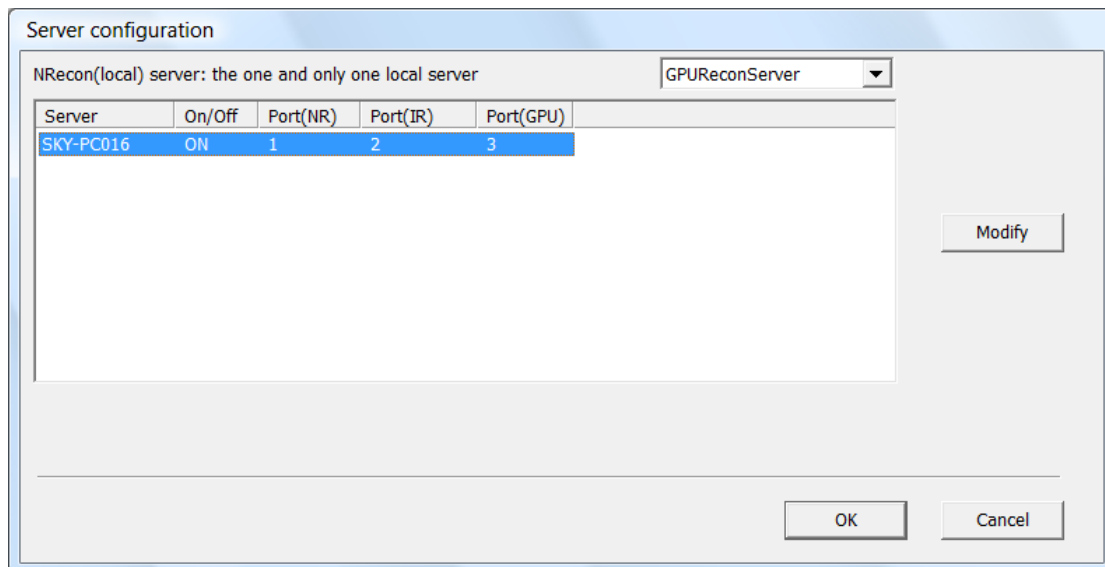 Server configuration
NRecon(local) server: the one and only one local server GPUReconServer
Server On/Off Port(NR) Port(IR) Port(GPU)
SKY-PC016 ON 1 2 3
Modify
OK Cancel